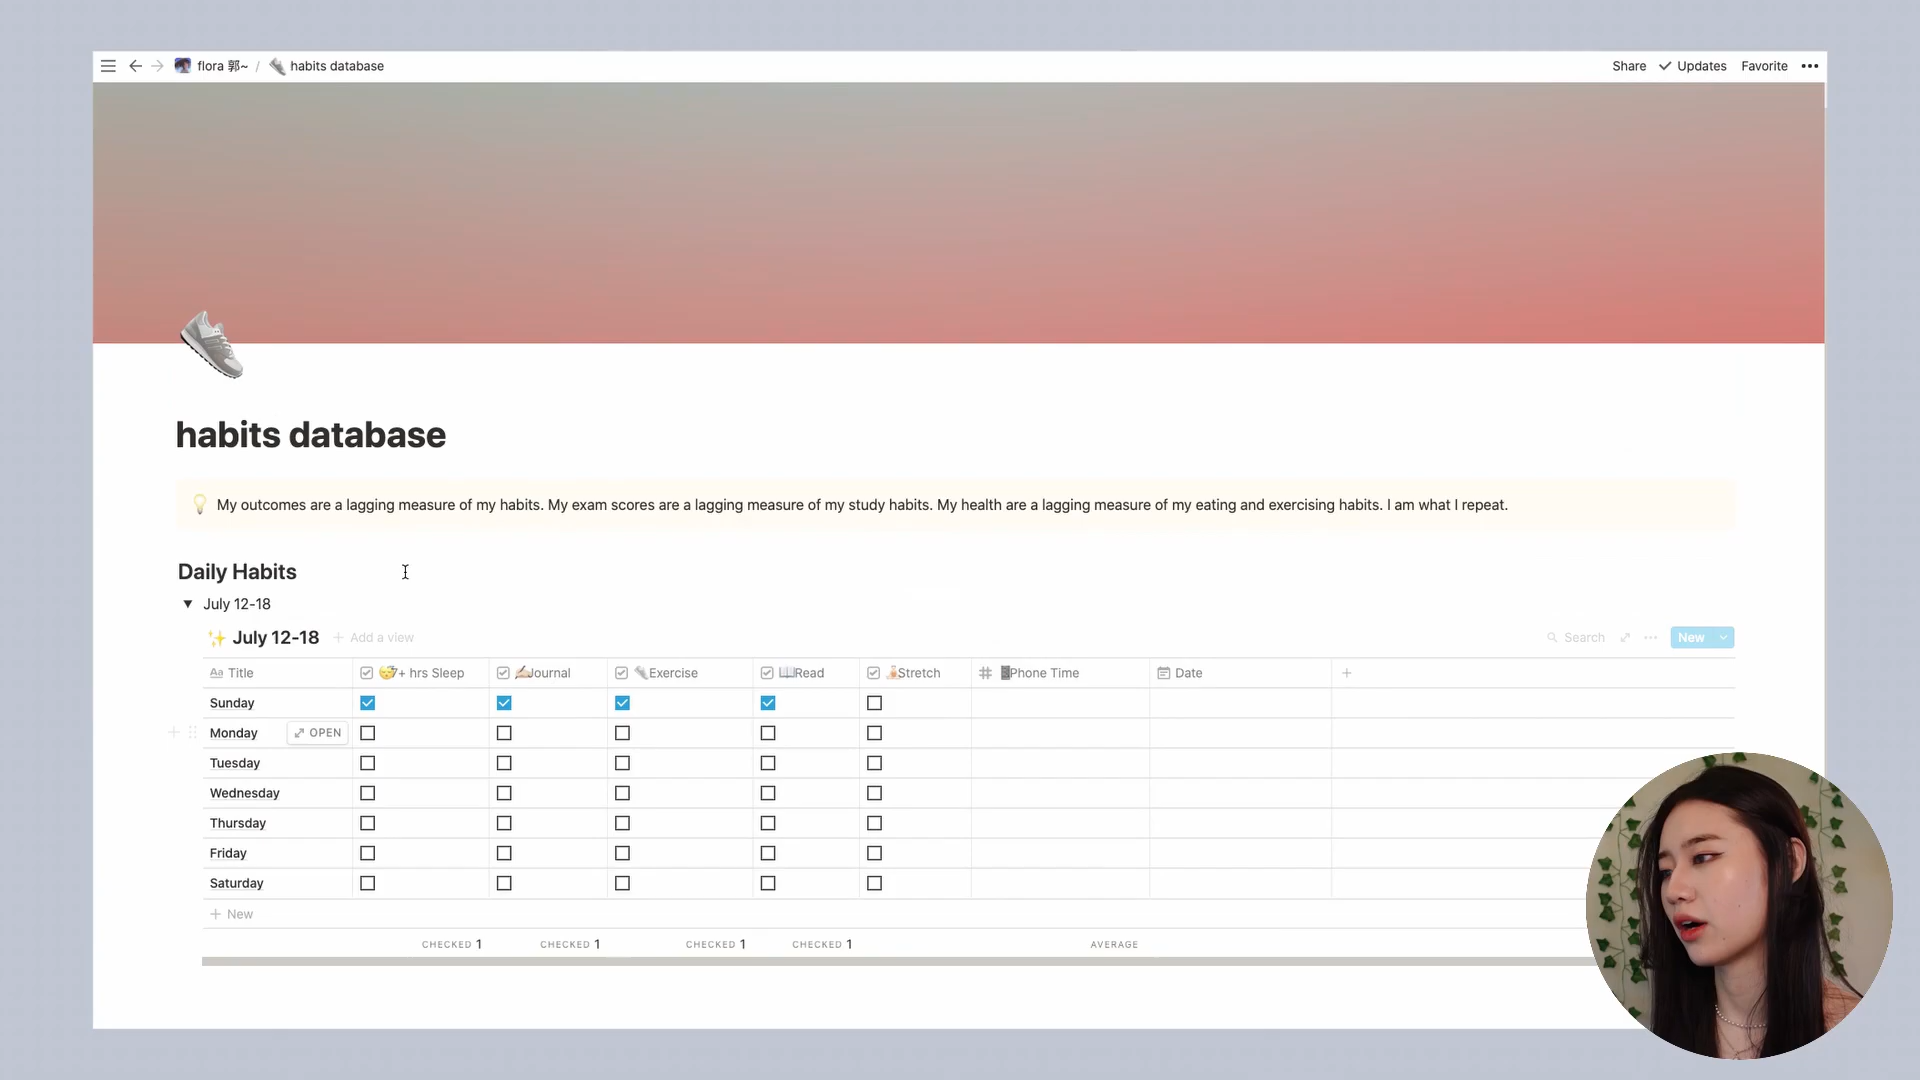 flora 郭~ / habits database Share Updates Favorite
habits database
My outcomes are a lagging measure of my habits. My exam scores are a lagging measure of my study habits. My health are a lagging measure of my eating and exercising habits. I am what I repeat.
Daily Habits
July 12-18
July 12-18 + Add a view Search New
Aa Title 7+ hrs Sleep Journal Exercise Read Stretch # Phone Time Date +
Sunday
Monday OPEN
Tuesday
Wednesday
Thursday
Friday
Saturday
+ New
CHECKED 1 CHECKED 1 CHECKED 1 CHECKED 1 AVERAGE